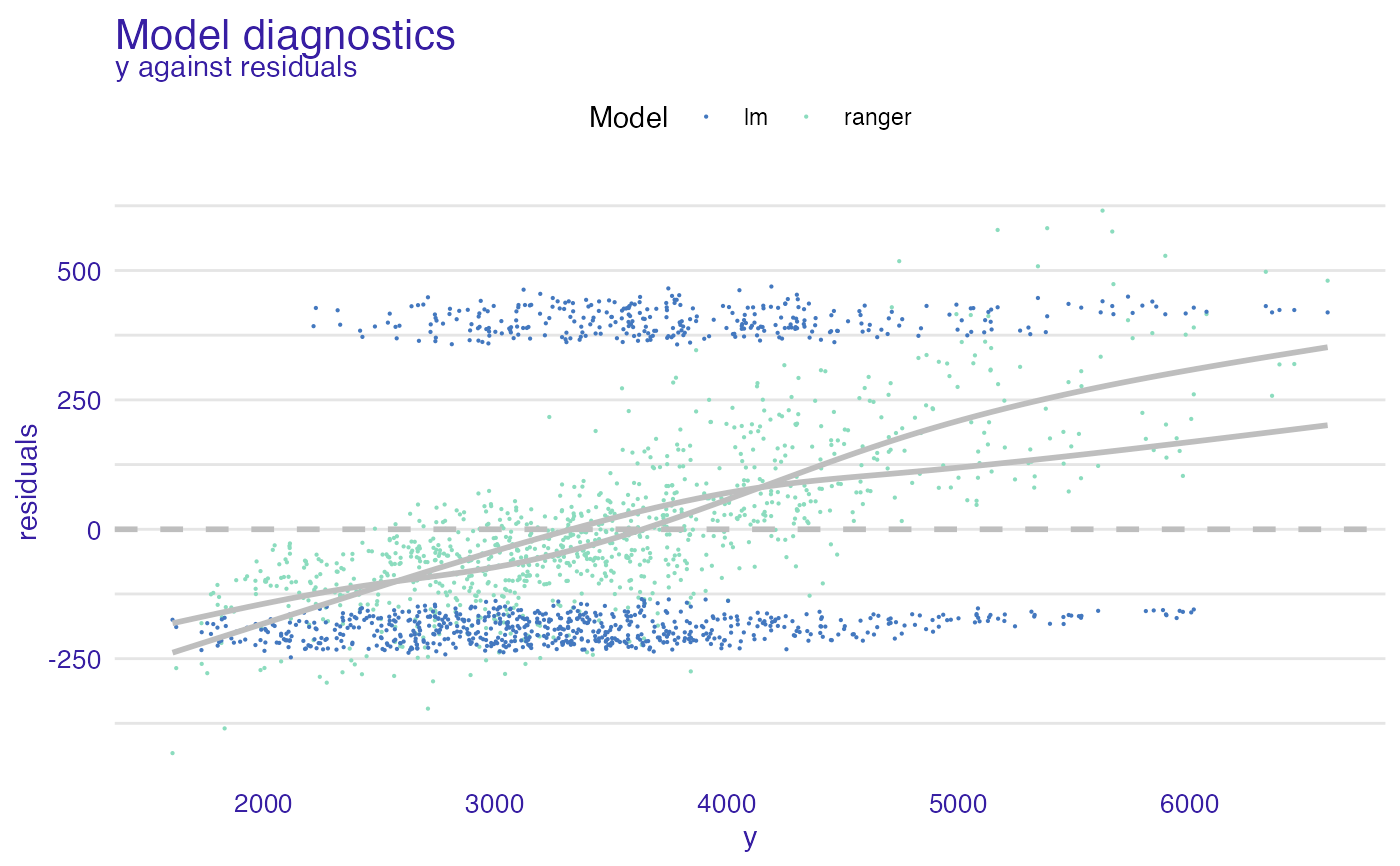 Model diagnostics
y against residuals
Model lm ranger
500
250
0
-250
residuals
2000 3000 4000 5000 6000
y